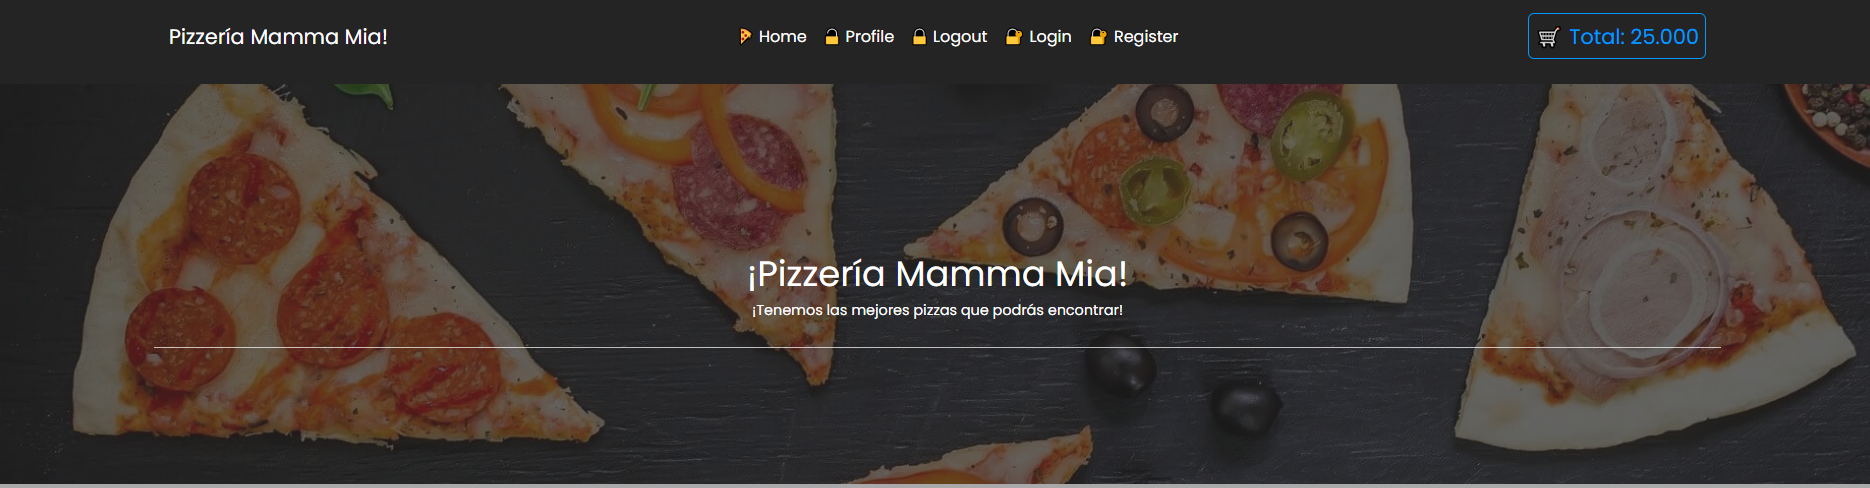 Pizzería Mamma Mia!
Home Profile Logout Login Register
Total: 25.000
¡Pizzería Mamma Mia!
¡Tenemos las mejores pizzas que podrás encontrar!